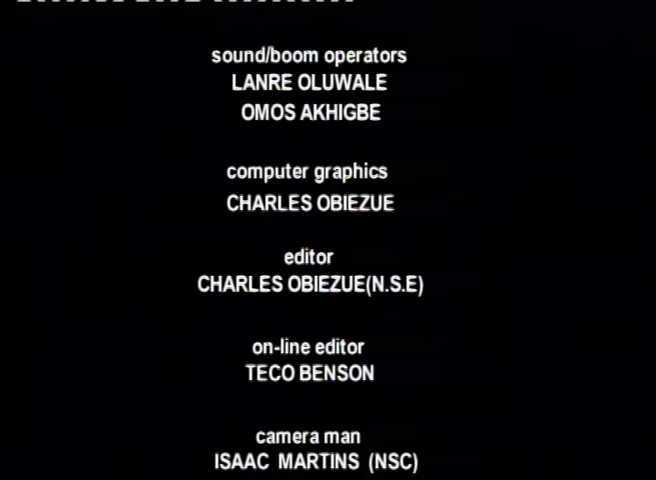 sound/boom operators
LANRE OLUWALE
OMOS AKHIGBE
computer graphics
CHARLES OBIEZUE
editor
CHARLES OBIEZUE(N.S.E)
on-line editor
TECO BENSON
camera man
ISAAC MARTINS (NSC)